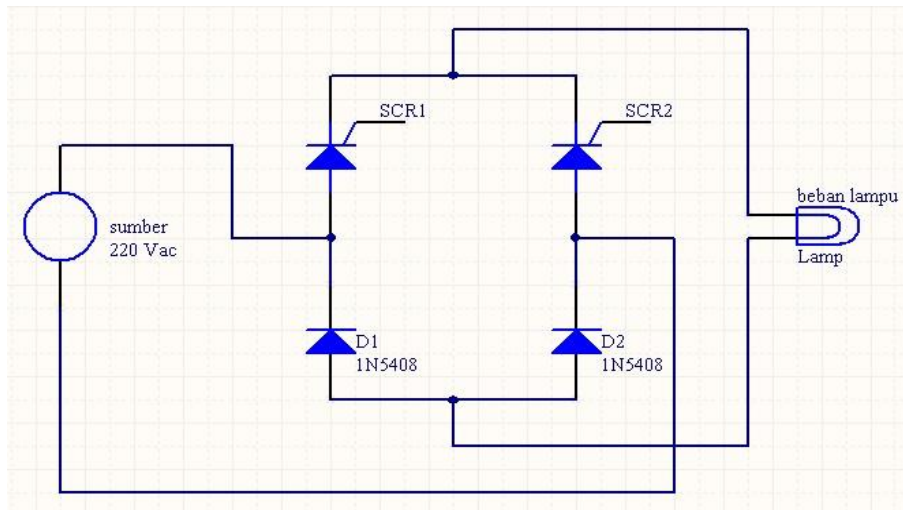 SCR1
SCR2
sumber
220 Vac
beban lampu
Lamp
D1
1N5408
D2
1N5408